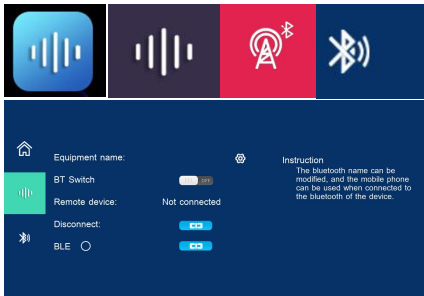 Equipment name:
Instruction
The bluetooth name can be
modified, and the mobile phone
can be used when connected to
the bluetooth of the device.
BT Switch
OFF
Remote device: Not connected
Disconnect:
BLE